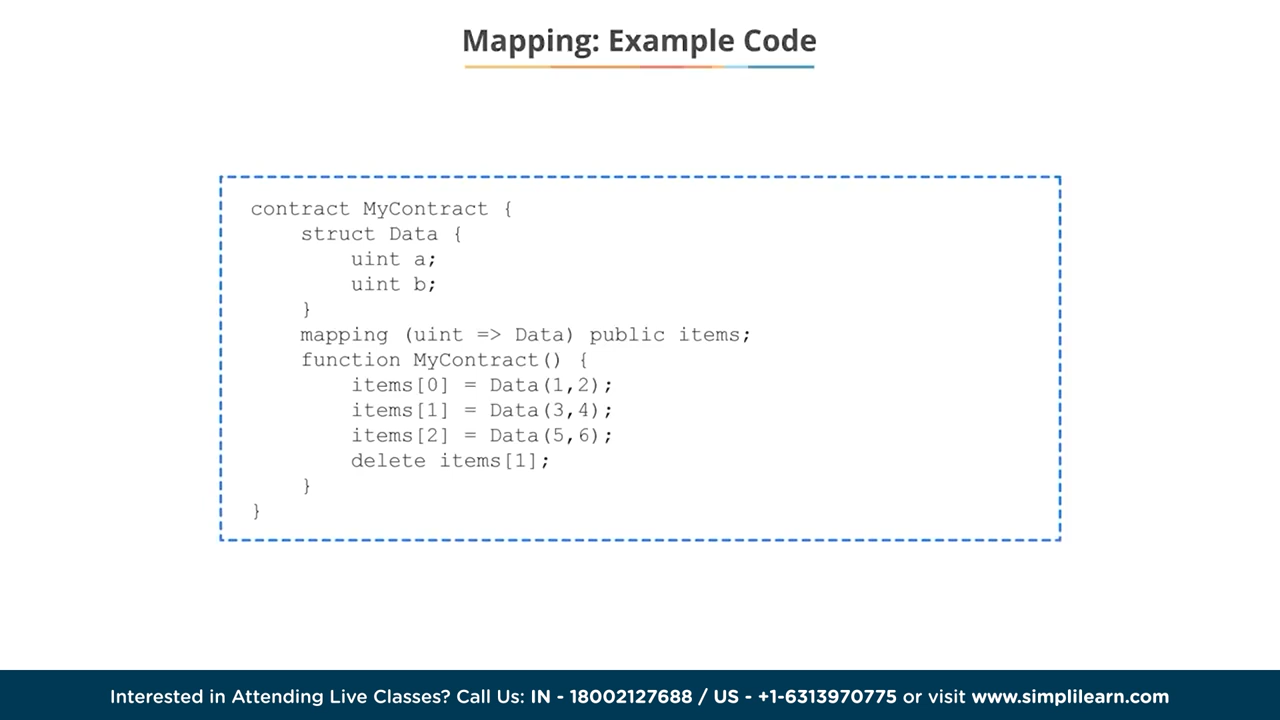 Mapping: Example Code
contract MyContract {
    struct Data {
        uint a;
        uint b;
    }
    mapping (uint => Data) public items;
    function MyContract() {
        items[0] = Data(1,2);
        items[1] = Data(3,4);
        items[2] = Data(5,6);
        delete items[1];
    }
}
Interested in Attending Live Classes? Call Us: IN - 18002127688 / US - +1-6313970775 or visit www.simplilearn.com